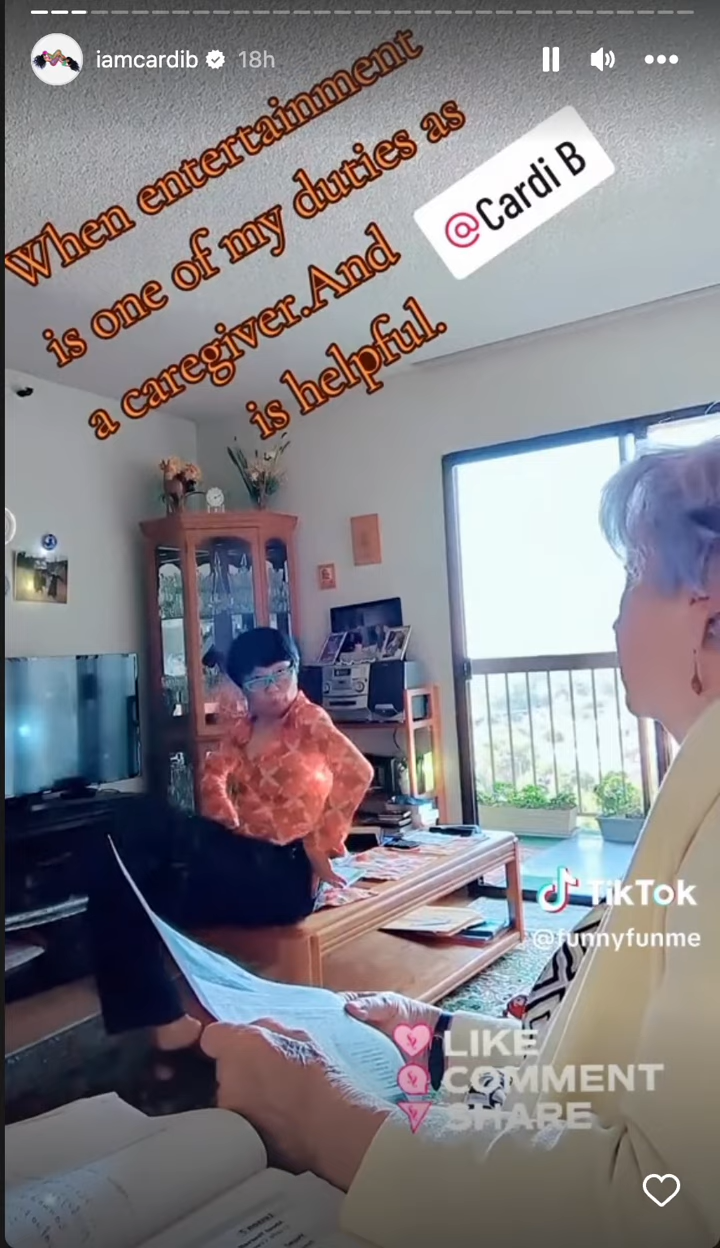 iamcardib 18h
When entertainment
is one of my duties as
a caregiver.And @Cardi B
is helpful.
TikTok
@funnyfunme
LIKE
COMMENT
SHARE